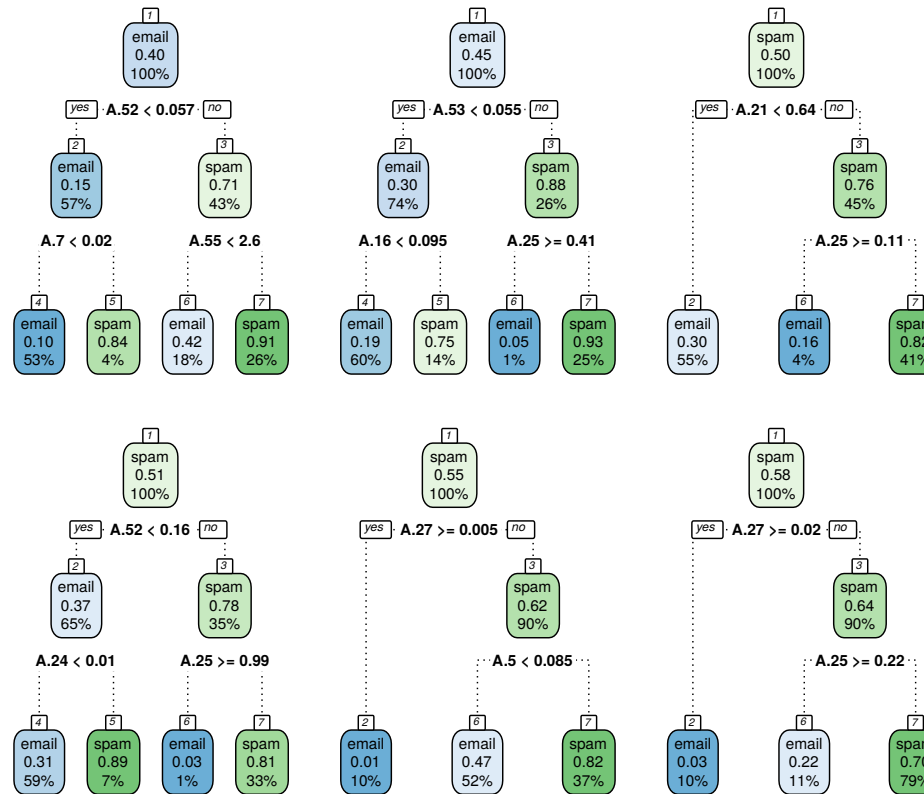 1
email
0.40
100%
yes A.52 < 0.057 no
2
email
0.15
57%
3
spam
0.71
43%
A.7 < 0.02
A.55 < 2.6
4
email
0.10
53%
5
spam
0.84
4%
6
email
0.42
18%
7
spam
0.91
26%
1
email
0.45
100%
yes A.53 < 0.055 no
2
email
0.30
74%
3
spam
0.88
26%
A.16 < 0.095
A.25 >= 0.41
4
email
0.19
60%
5
spam
0.75
14%
6
email
0.05
1%
7
spam
0.93
25%
1
spam
0.50
100%
yes A.21 < 0.64 no
3
spam
0.76
45%
A.25 >= 0.11
2
email
0.30
55%
6
email
0.16
4%
7
0.82
41%
1
spam
0.51
100%
yes A.52 < 0.16 no
2
email
0.37
65%
3
spam
0.78
35%
A.24 < 0.01
A.25 >= 0.99
4
email
0.31
59%
5
spam
0.89
7%
6
email
0.03
1%
7
spam
0.81
33%
1
spam
0.55
100%
yes A.27 >= 0.005 no
3
spam
0.62
90%
A.5 < 0.085
2
email
0.01
10%
6
email
0.47
52%
7
spam
0.82
37%
1
spam
0.58
100%
yes A.27 >= 0.02 no
3
spam
0.64
90%
A.25 >= 0.22
2
email
0.03
10%
6
email
0.22
11%
7
79%